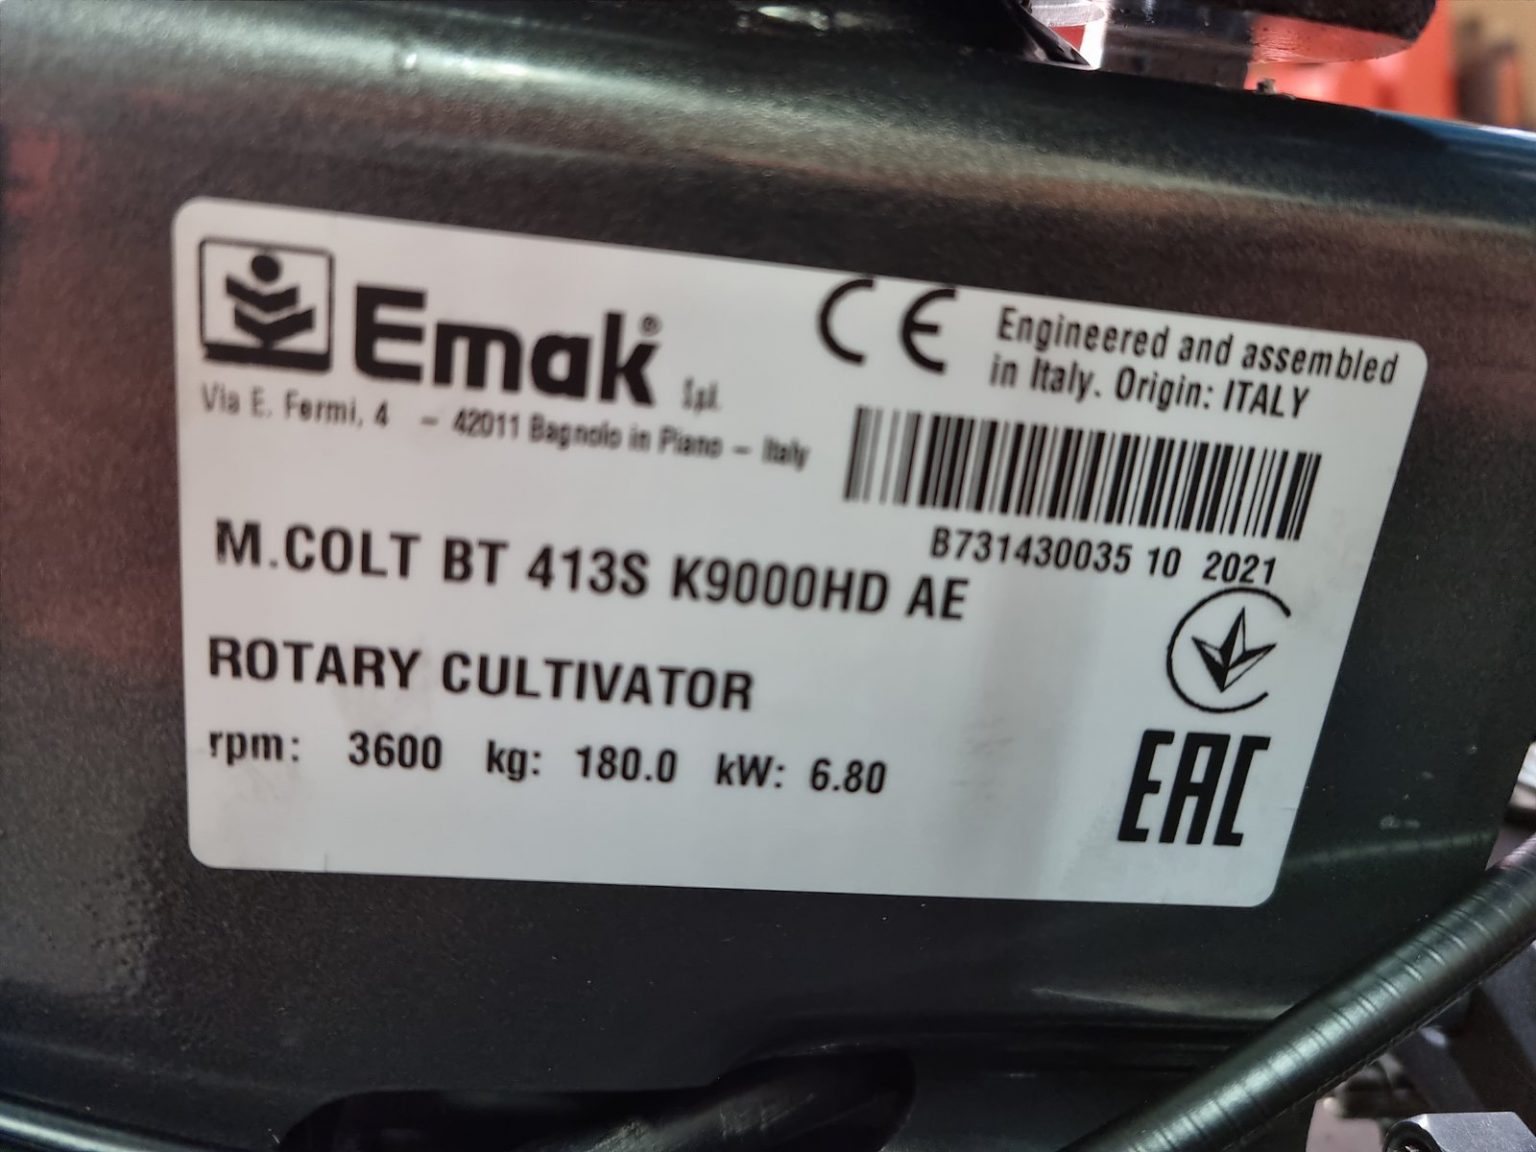 Emak® S.p.A.
Via E. Fermi, 4 – 42011 Bagnolo in Piano – Italy
CE
Engineered and assembled
in Italy. Origin: ITALY
B731430035 10 2021
M.COLT BT 413S K9000HD AE
ROTARY CULTIVATOR
rpm: 3600 kg: 180.0 kW: 6.80
EAC